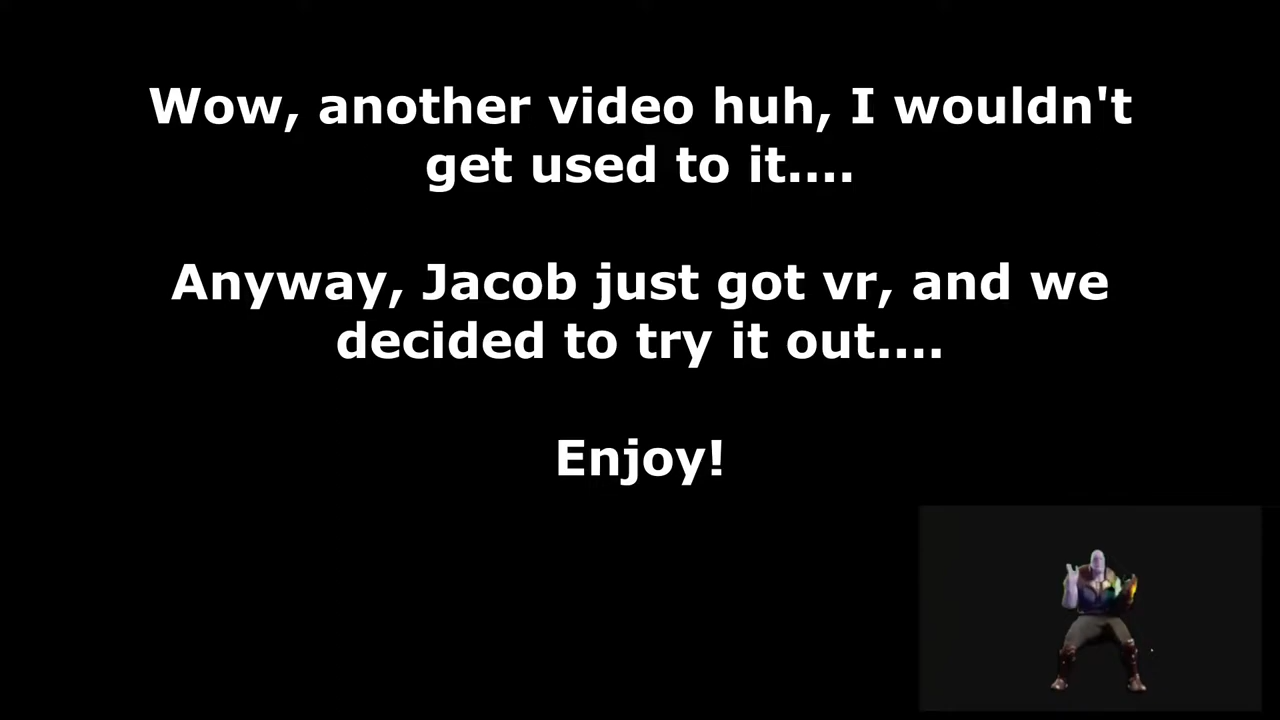 Wow, another video huh, I wouldn't
get used to it....
Anyway, Jacob just got vr, and we
decided to try it out....
Enjoy!